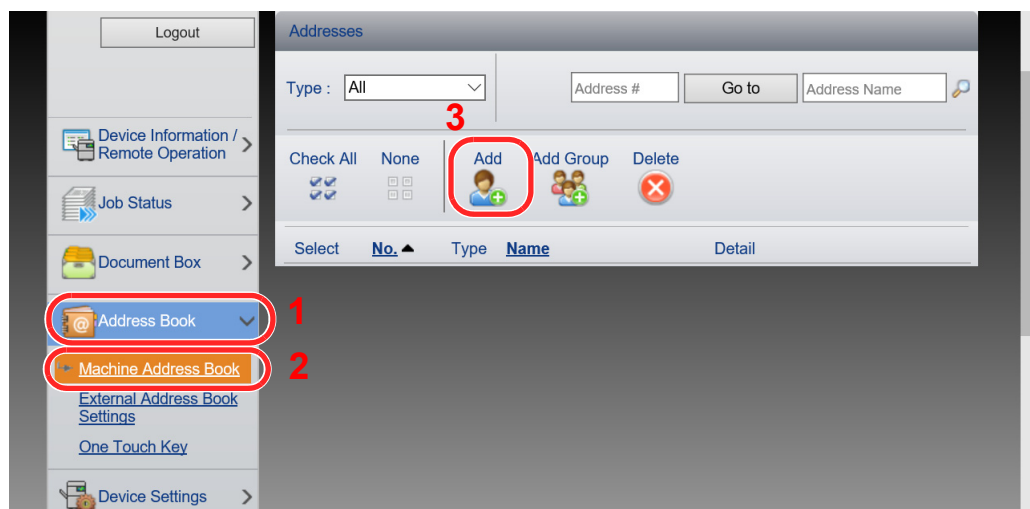 Logout
Addresses
Type :
All
Address #
Go to
Address Name
3
Device Information /
Remote Operation
Check All
None
Add
Add Group
Delete
Job Status
Select
No.
Type
Name
Detail
Document Box
Address Book
1
Machine Address Book
2
External Address Book
Settings
One Touch Key
Device Settings